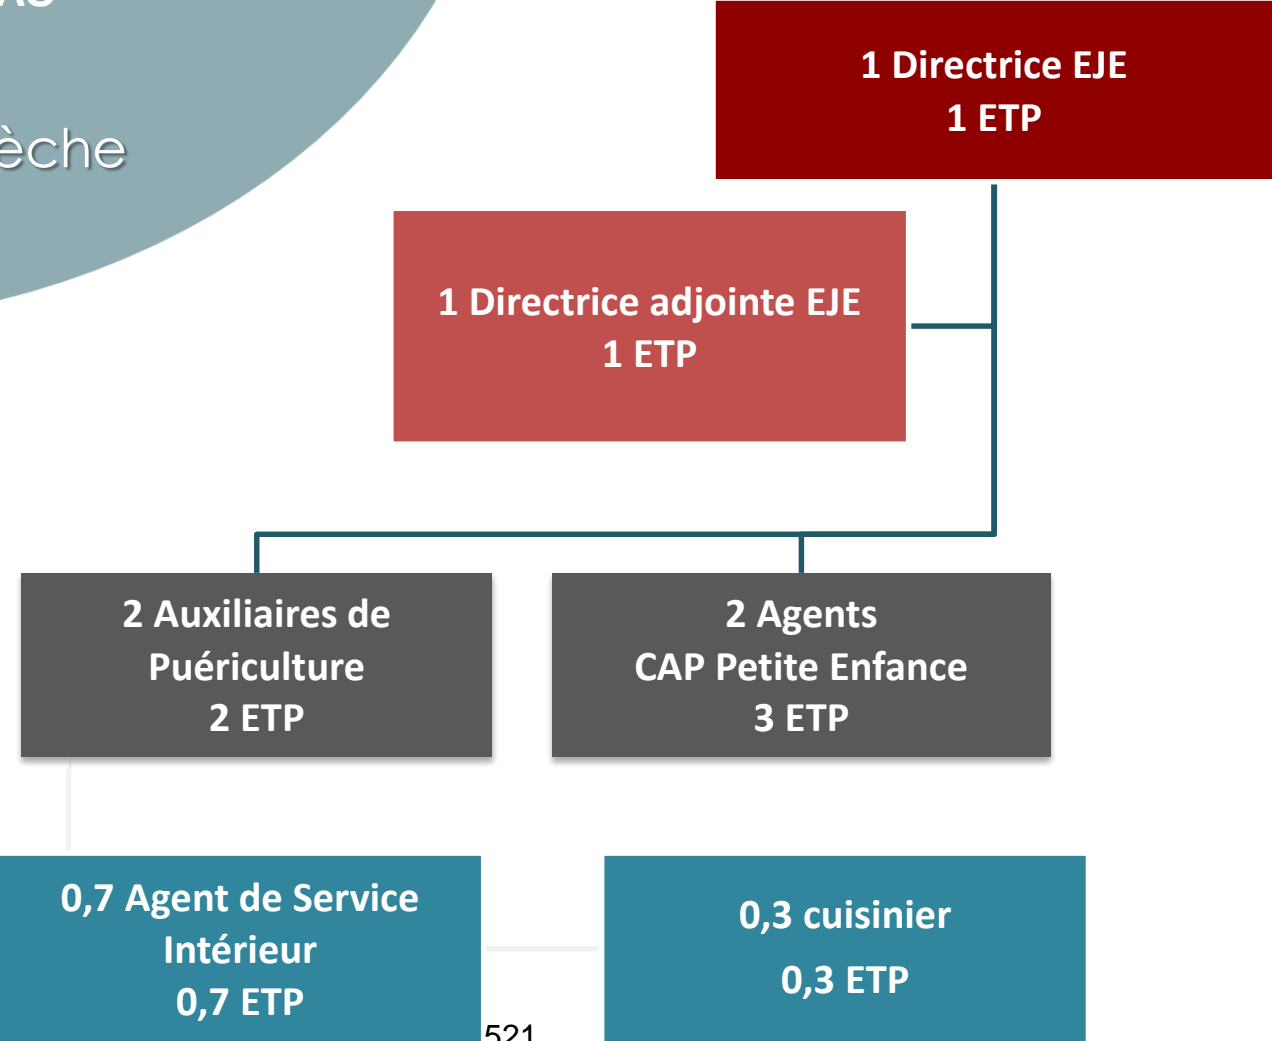 èche
1 Directrice EJE
1 ETP
1 Directrice adjointe EJE
1 ETP
2 Auxiliaires de
Puériculture
2 ETP
2 Agents
CAP Petite Enfance
3 ETP
0,7 Agent de Service
Intérieur
0,7 ETP
0,3 cuisinier
0,3 ETP
521